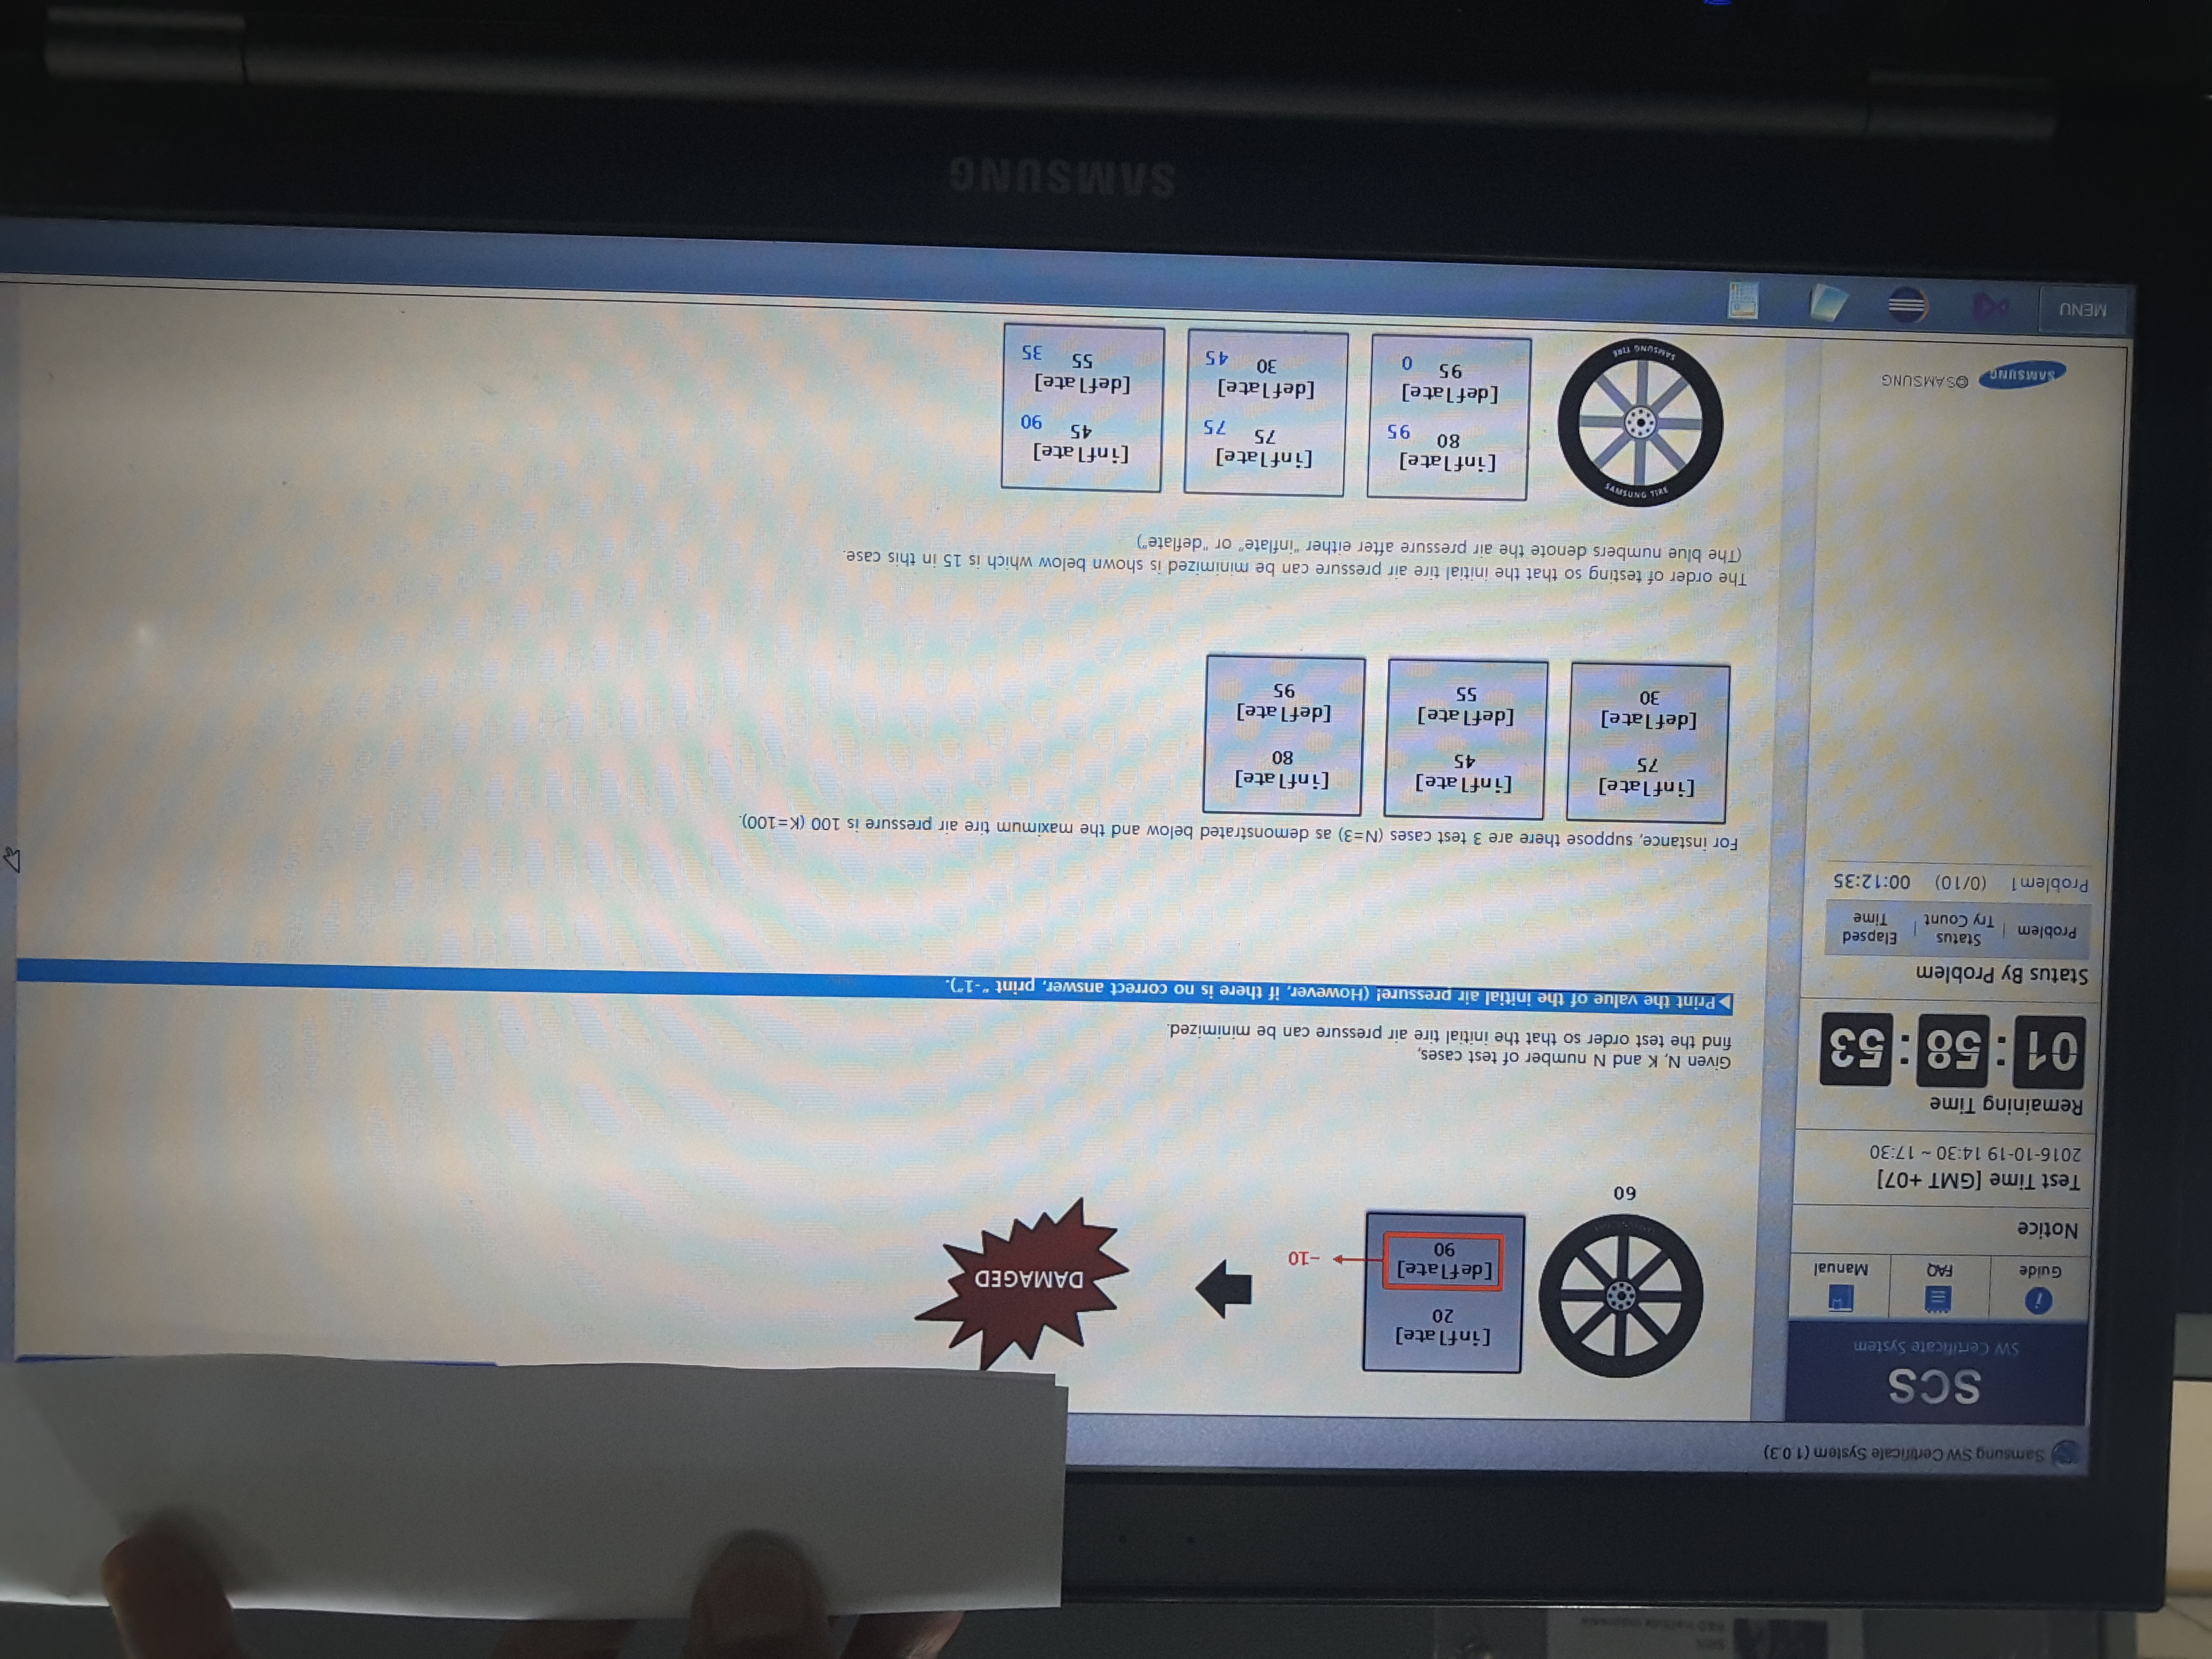 R&D Institute Indonesia
Samsung SW Certificate System (1.0.3)
SCS
SW Certificate System
Guide
FAQ
Manual
Notice
Test Time [GMT +07]
2016-10-19 14:30 ~ 17:30
Remaining Time
01:58:53
Status By Problem
Problem | Status Try Count | Elapsed Time
Problem1 (0/10) 00:12:35
SAMSUNG ©SAMSUNG
[inflate]
20
[deflate]
90
-10
DAMAGED
60
Given N, K and N number of test cases,
find the test order so that the initial tire air pressure can be minimized.
▶Print the value of the initial air pressure! (However, if there is no correct answer, print "-1").
For instance, suppose there are 3 test cases (N=3) as demonstrated below and the maximum tire air pressure is 100 (K=100).
[inflate] [inflate] [inflate]
75 45 80
[deflate] [deflate] [deflate]
30 55 95
The order of testing so that the initial tire air pressure can be minimized is shown below which is 15 in this case.
(The blue numbers denote the air pressure after either "inflate" or "deflate")
SAMSUNG TIRE
SAMSUNG TIRE
[inflate] [inflate] [inflate]
80 95 75 75 45 90
[deflate] [deflate] [deflate]
95 0 30 45 55 35
MENU
SAMSUNG